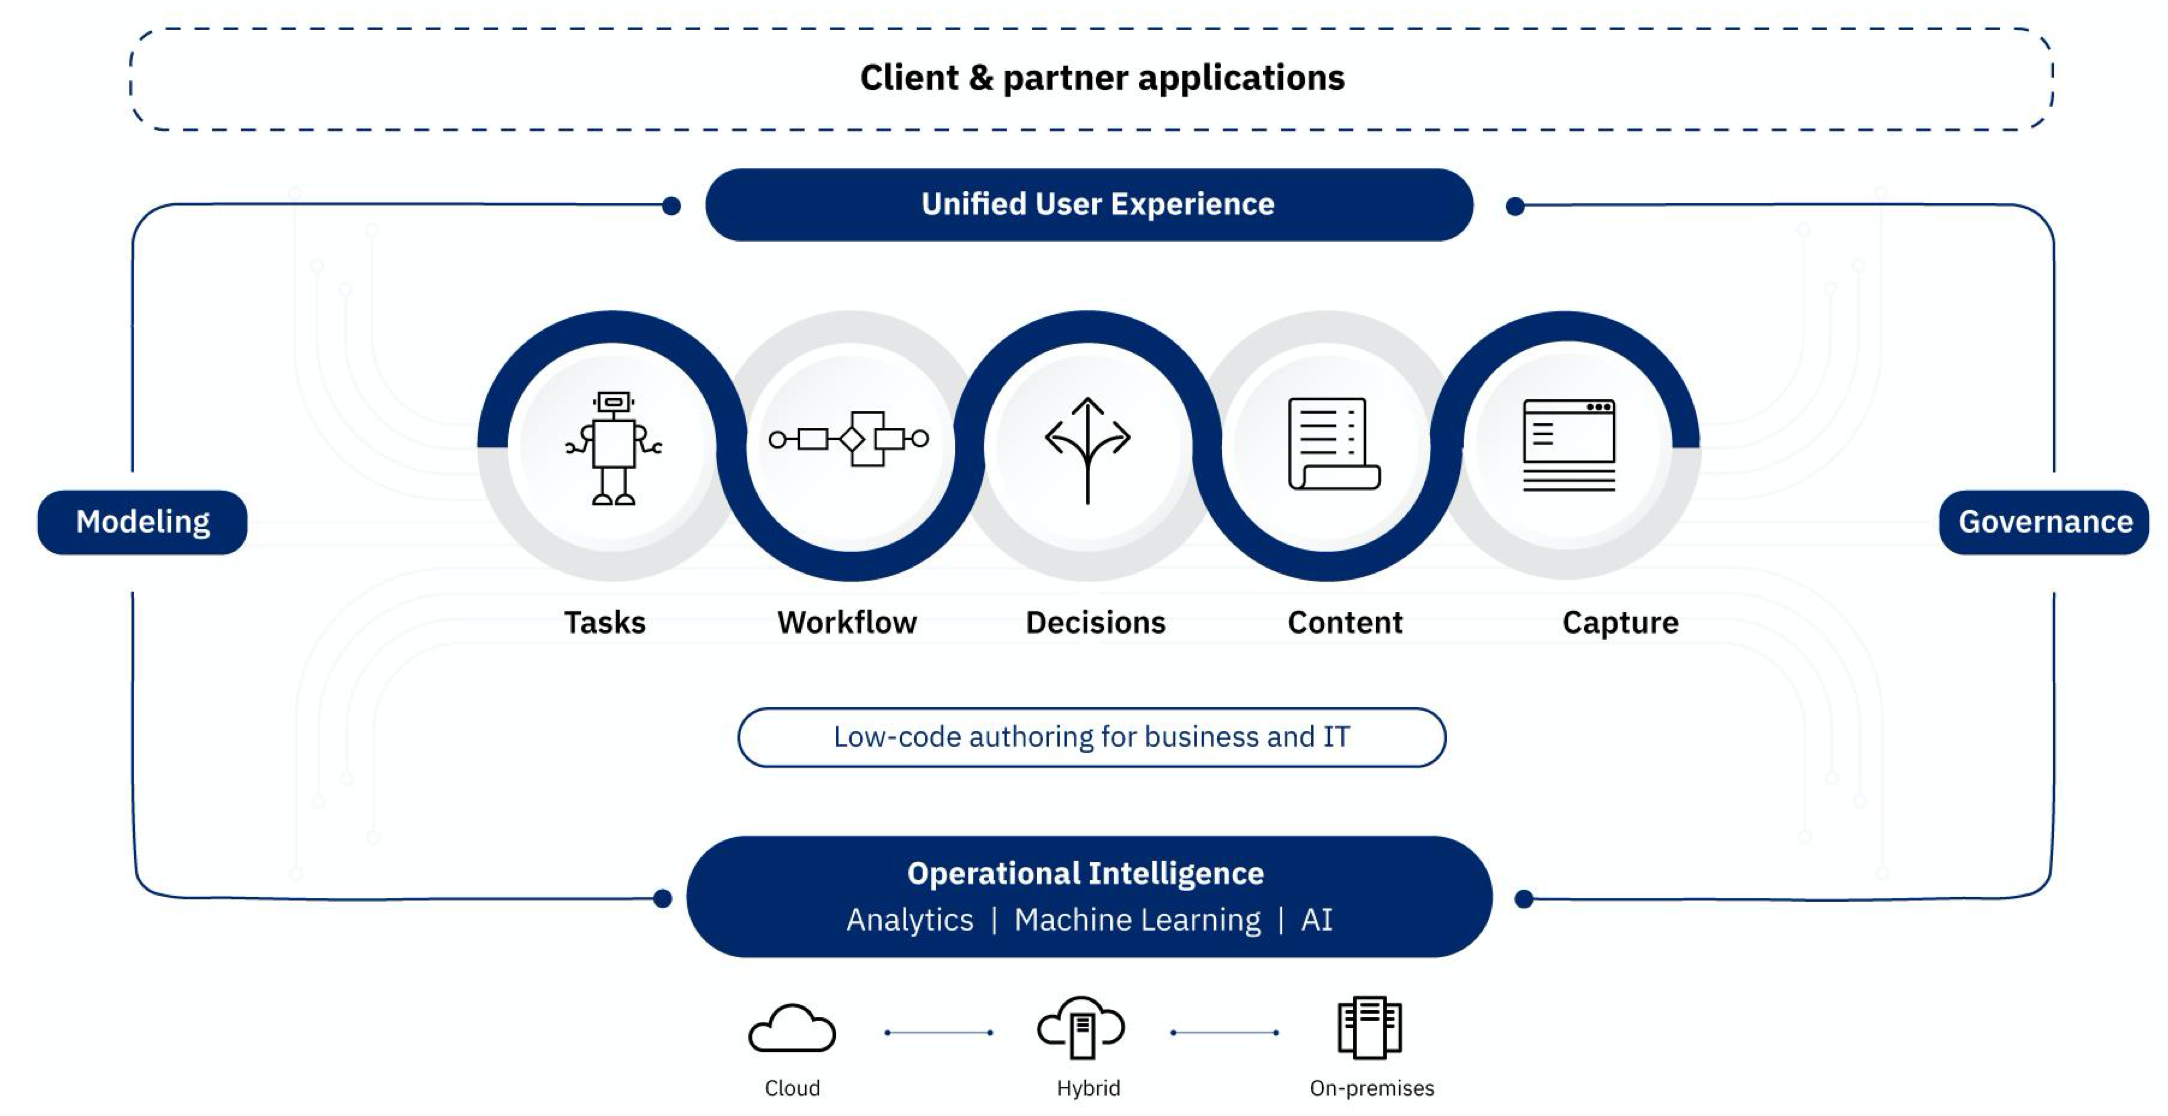 Client & partner applications
Unified User Experience
Modeling
Governance
Tasks
Workflow
Decisions
Content
Capture
Low-code authoring for business and IT
Operational Intelligence
Analytics | Machine Learning | AI
Cloud
Hybrid
On-premises